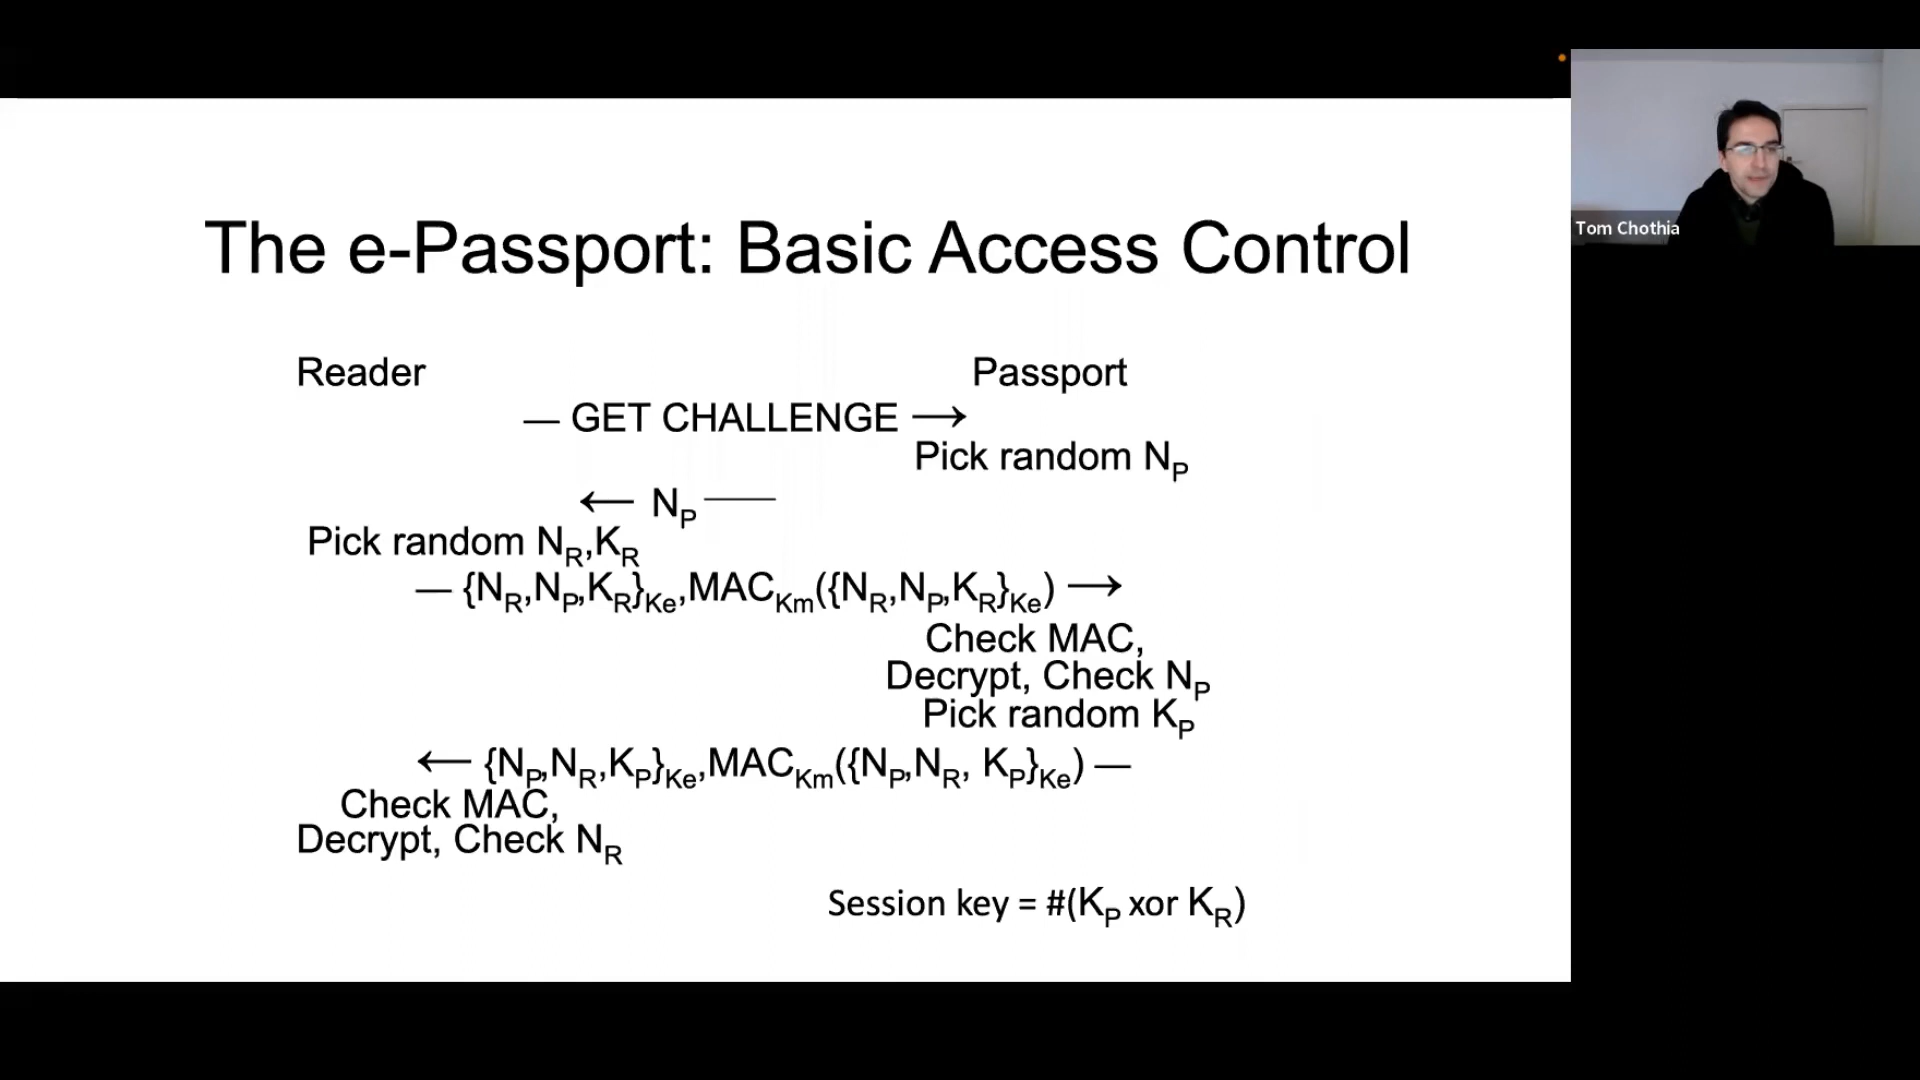 The e-Passport: Basic Access Control
Tom Chothia
Reader Passport
— GET CHALLENGE →
Pick random N_P
← N_P —
Pick random N_R,K_R
— {N_R,N_P,K_R}_Ke,MAC_Km({N_R,N_P,K_R}_Ke) →
Check MAC,
Decrypt, Check N_P
Pick random K_P
← {N_P,N_R,K_P}_Ke,MAC_Km({N_P,N_R, K_P}_Ke) —
Check MAC,
Decrypt, Check N_R
Session key = #(K_P xor K_R)